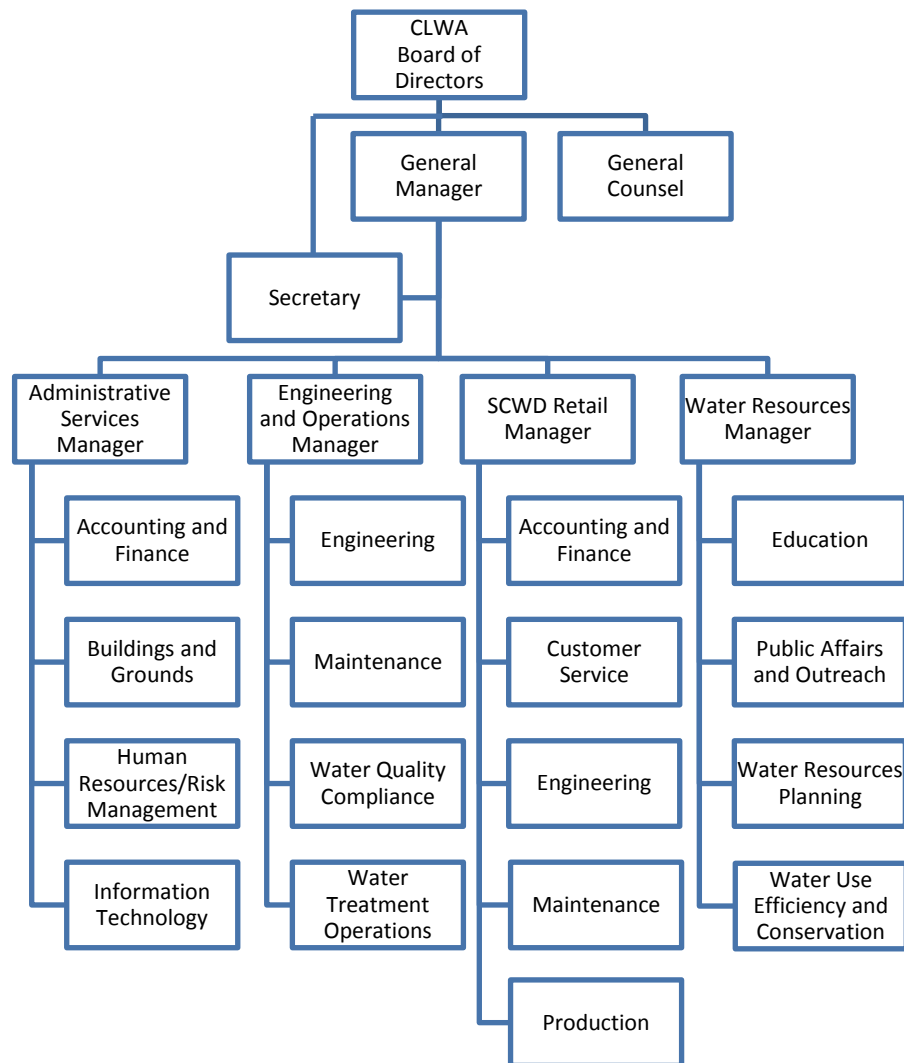 CLWA
Board of
Directors
General
Manager
General
Counsel
Secretary
Administrative
Services
Manager
Engineering
and Operations
Manager
SCWD Retail
Manager
Water Resources
Manager
Accounting and
Finance
Engineering
Accounting and
Finance
Education
Buildings and
Grounds
Maintenance
Customer
Service
Public Affairs
and Outreach
Human
Resources/Risk
Management
Water Quality
Compliance
Engineering
Water Resources
Planning
Information
Technology
Water
Treatment
Operations
Maintenance
Water Use
Efficiency and
Conservation
Production